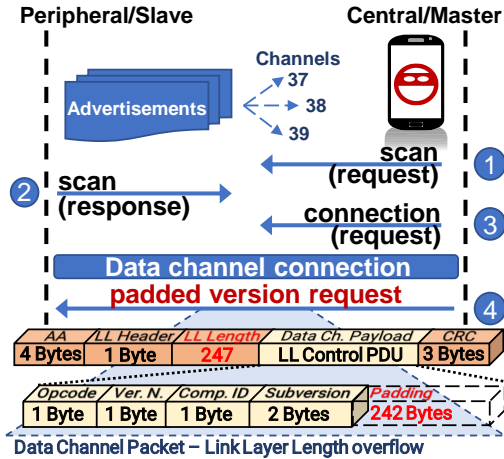 Peripheral/Slave
Central/Master
Channels
37
Advertisements
38
39
1
scan
(request)
2
scan
(response)
3
connection
(request)
Data channel connection
padded version request
4
AA
LL Header
LL Length
Data Ch. Payload
CRC
4 Bytes
1 Byte
247
LL Control PDU
3 Bytes
Opcode
Ver. N.
Comp. ID
Subversion
Padding
1 Byte
1 Byte
1 Byte
2 Bytes
242 Bytes
Data Channel Packet – Link Layer Length overflow